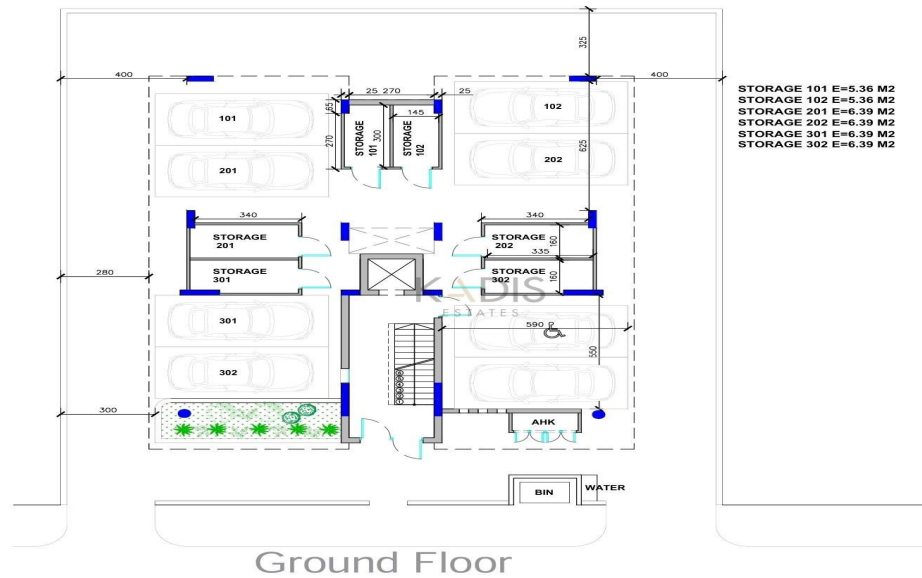 325
400
400
25 270
25
STORAGE 101 E=5.36 M2
STORAGE 102 E=5.36 M2
STORAGE 201 E=6.39 M2
STORAGE 202 E=6.39 M2
STORAGE 301 E=6.39 M2
STORAGE 302 E=6.39 M2
65
101
145
102
270
STORAGE
101
300
STORAGE
102
625
201
202
340
340
STORAGE
201
STORAGE
202
160
335
280
STORAGE
301
STORAGE
302
160
KADIS
ESTATES
301
590
550
302
300
AHK
BIN
WATER
Ground Floor